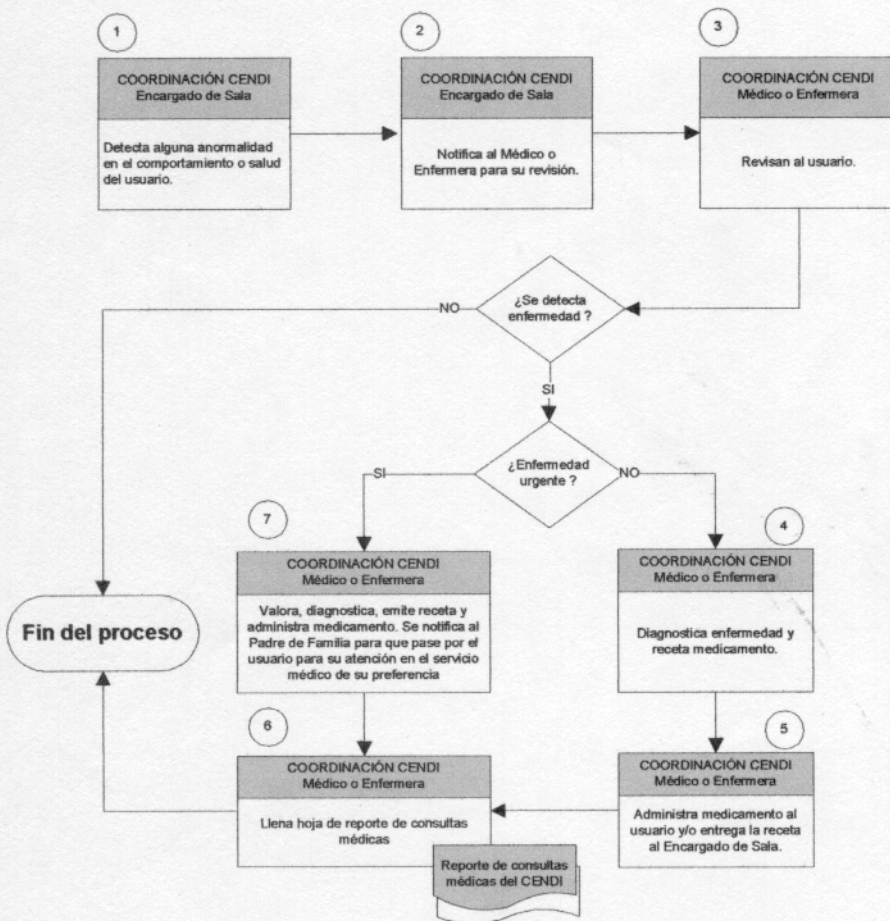 1
COORDINACIÓN CENDI
Encargado de Sala
Detecta alguna anormalidad
en el comportamiento o salud
del usuario.
2
COORDINACIÓN CENDI
Encargado de Sala
Notifica al Médico o
Enfermera para su revisión.
3
COORDINACIÓN CENDI
Médico o Enfermera
Revisan al usuario.
¿Se detecta
enfermedad ?
NO
SI
¿Enfermedad
urgente ?
SI
NO
7
COORDINACIÓN CENDI
Médico o Enfermera
Valora, diagnostica, emite receta y
administra medicamento. Se notifica al
Padre de Família para que pase por el
usuario para su atención en el servicio
médico de su preferencia
4
COORDINACIÓN CENDI
Médico o Enfermera
Diagnostica enfermedad y
receta medicamento.
Fin del proceso
6
COORDINACIÓN CENDI
Médico o Enfermera
Llena hoja de reporte de consultas
médicas
Reporte de consultas
médicas del CENDI
5
COORDINACIÓN CENDI
Médico o Enfermera
Administra medicamento al
usuario y/o entrega la receta
al Encargado de Sala.